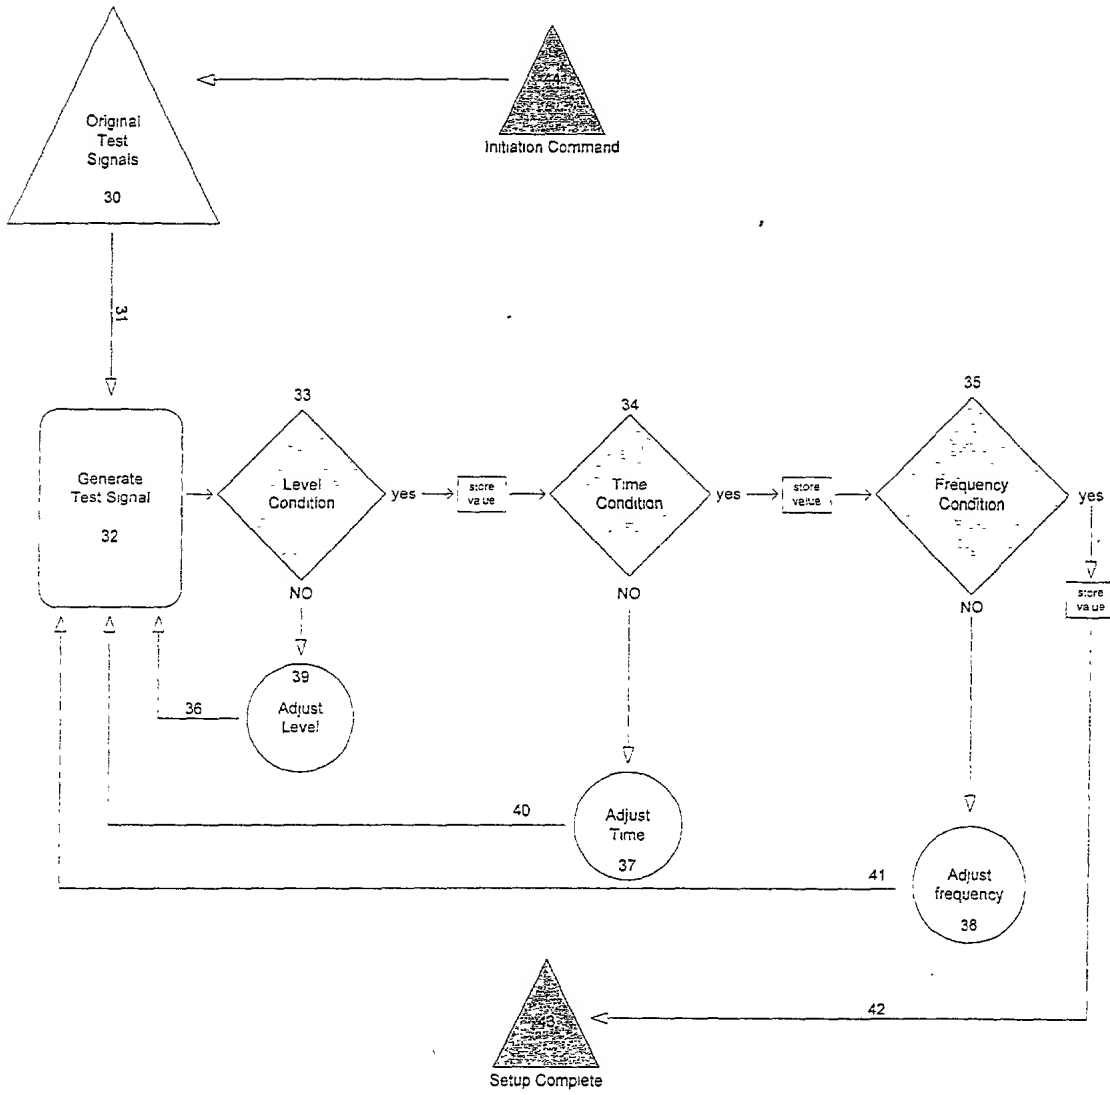 44
Initiation Command
Original
Test
Signals
30
31
33
34
35
Generate
Test Signal
32
Level
Condition
yes
store
value
Time
Condition
yes
store
value
Frequency
Condition
yes
store
value
NO
NO
NO
39
Adjust
Level
36
Adjust
Time
37
40
Adjust
frequency
38
41
42
43
Setup Complete